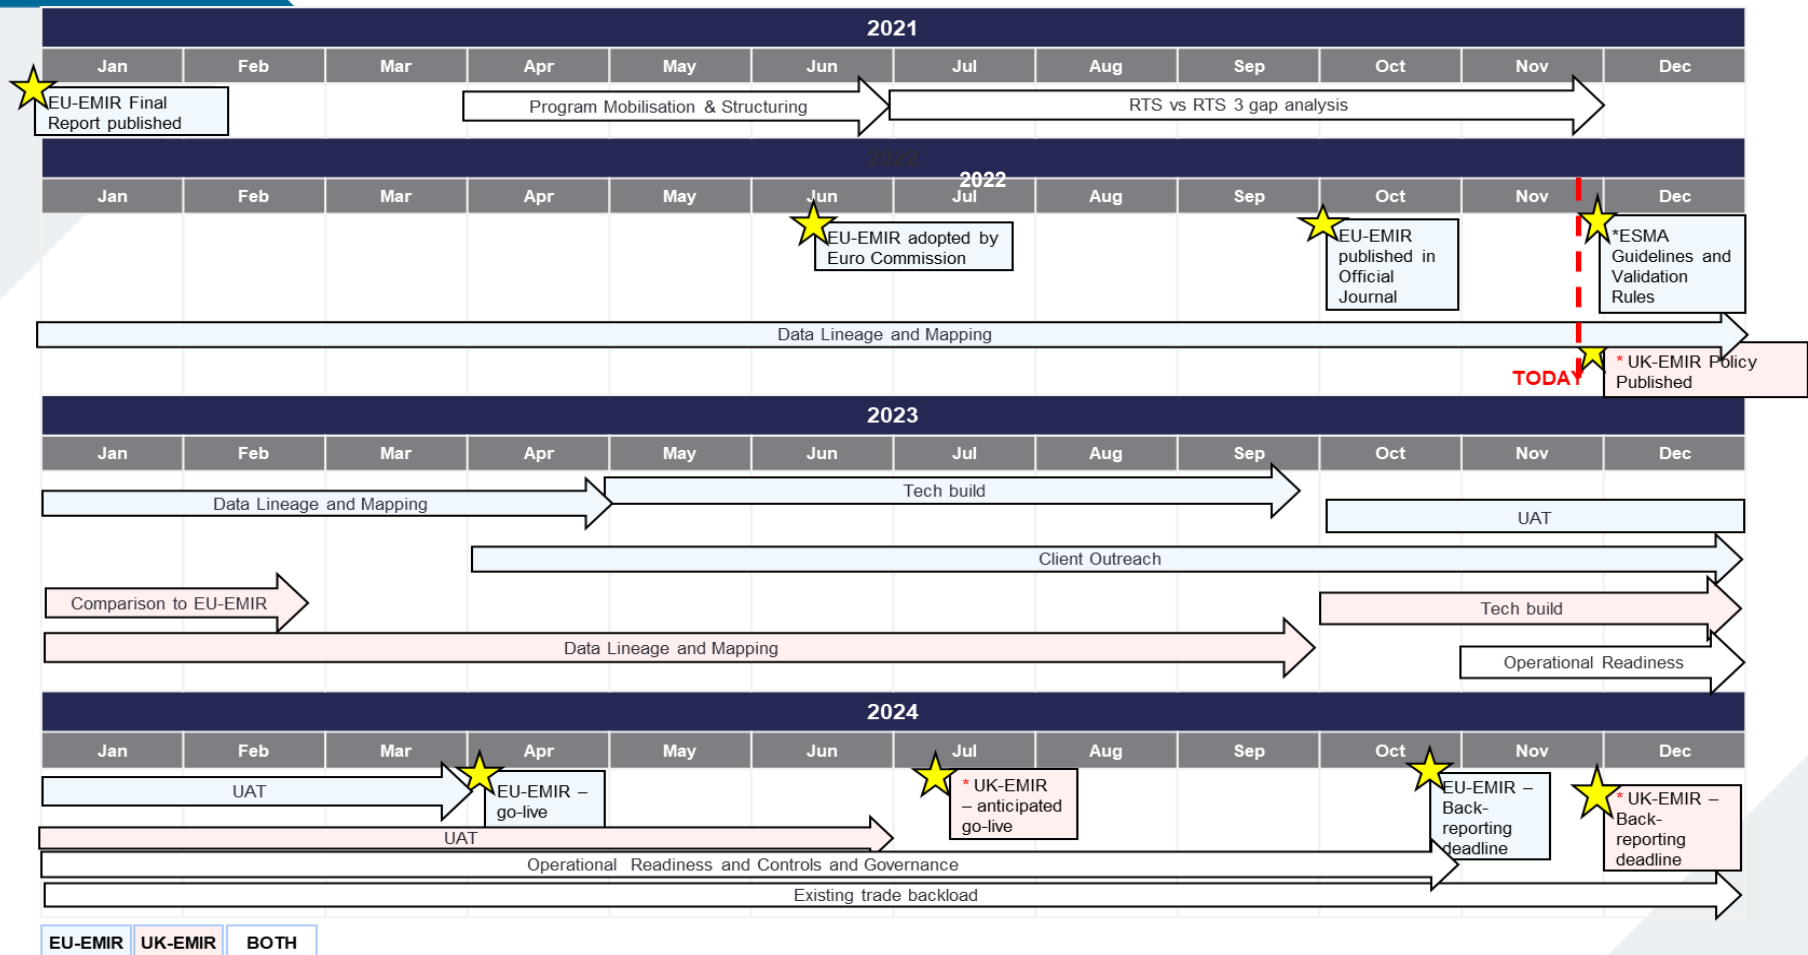 2021
Jan Feb Mar Apr May Jun Jul Aug Sep Oct Nov Dec
EU-EMIR Final
Report published
Program Mobilisation & Structuring
RTS vs RTS 3 gap analysis
2022
2022
Jan Feb Mar Apr May Jun Jul Aug Sep Oct Nov Dec
EU-EMIR adopted by
Euro Commission
EU-EMIR
published in
Official
Journal
*ESMA
Guidelines and
Validation
Rules
Data Lineage and Mapping
TODAY
* UK-EMIR Policy
Published
2023
Jan Feb Mar Apr May Jun Jul Aug Sep Oct Nov Dec
Data Lineage and Mapping
Tech build
UAT
Client Outreach
Comparison to EU-EMIR
Tech build
Data Lineage and Mapping
Operational Readiness
2024
Jan Feb Mar Apr May Jun Jul Aug Sep Oct Nov Dec
UAT
EU-EMIR –
go-live
* UK-EMIR
– anticipated
go-live
EU-EMIR –
Back-
reporting
deadline
* UK-EMIR –
Back-
reporting
deadline
UAT
Operational Readiness and Controls and Governance
Existing trade backload
EU-EMIR UK-EMIR BOTH